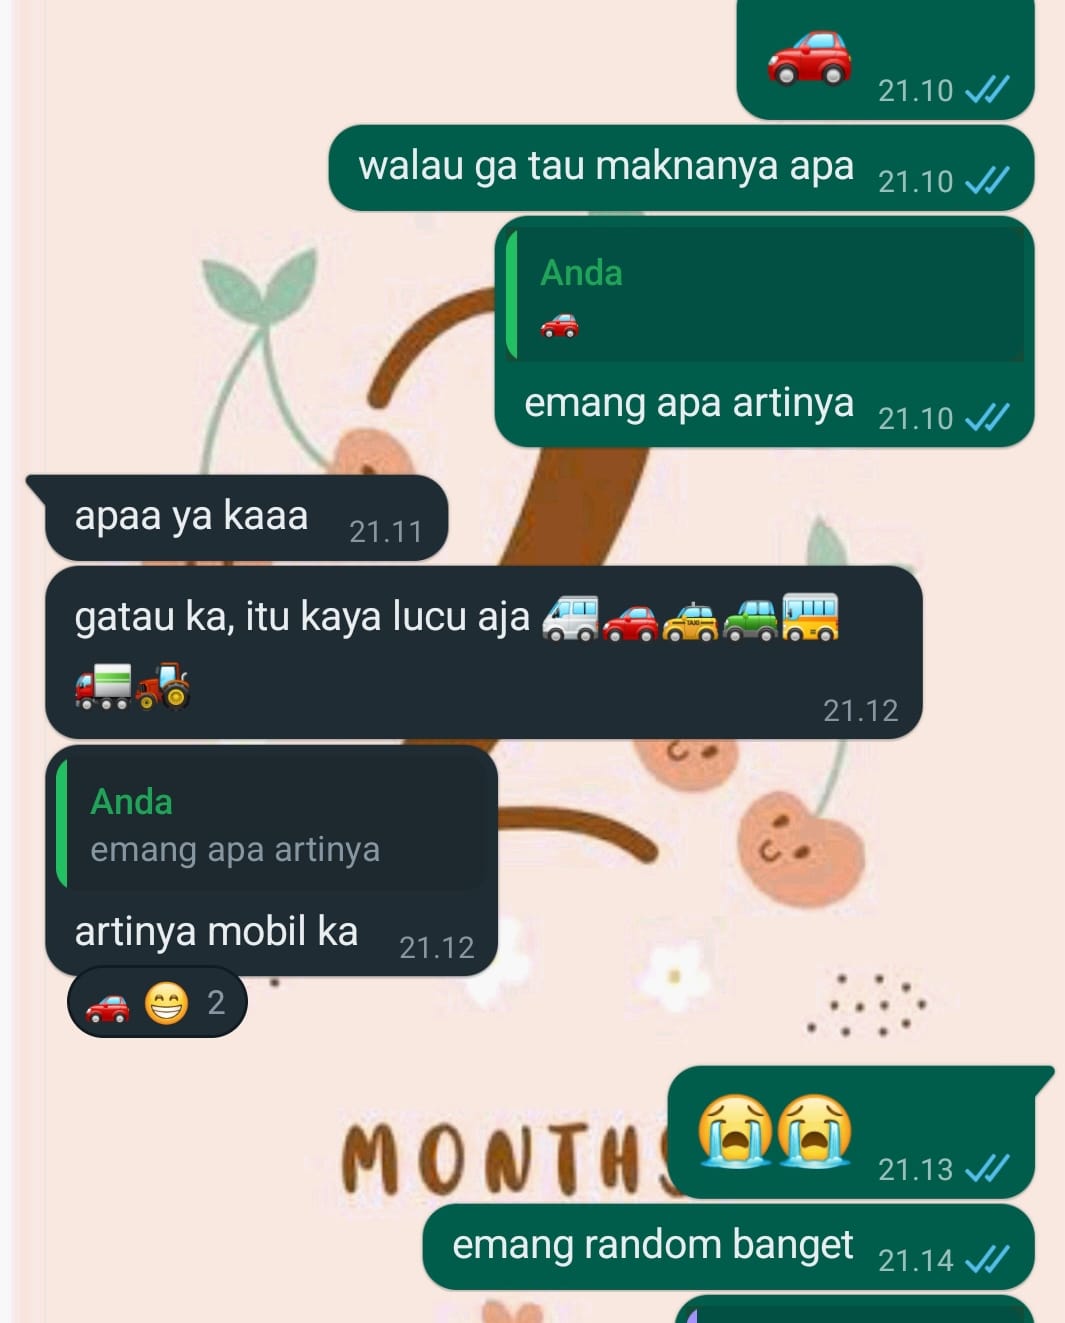 🚗 21.10
walau ga tau maknanya apa 21.10
Anda
🚗
emang apa artinya 21.10
apaa ya kaaa 21.11
gatau ka, itu kaya lucu aja 🚐🚗🚕🚙🚌
🚛🚜
21.12
Anda
emang apa artinya
artinya mobil ka 21.12
🚗 😁 2
MONTHS
😭😭 21.13
emang random banget 21.14